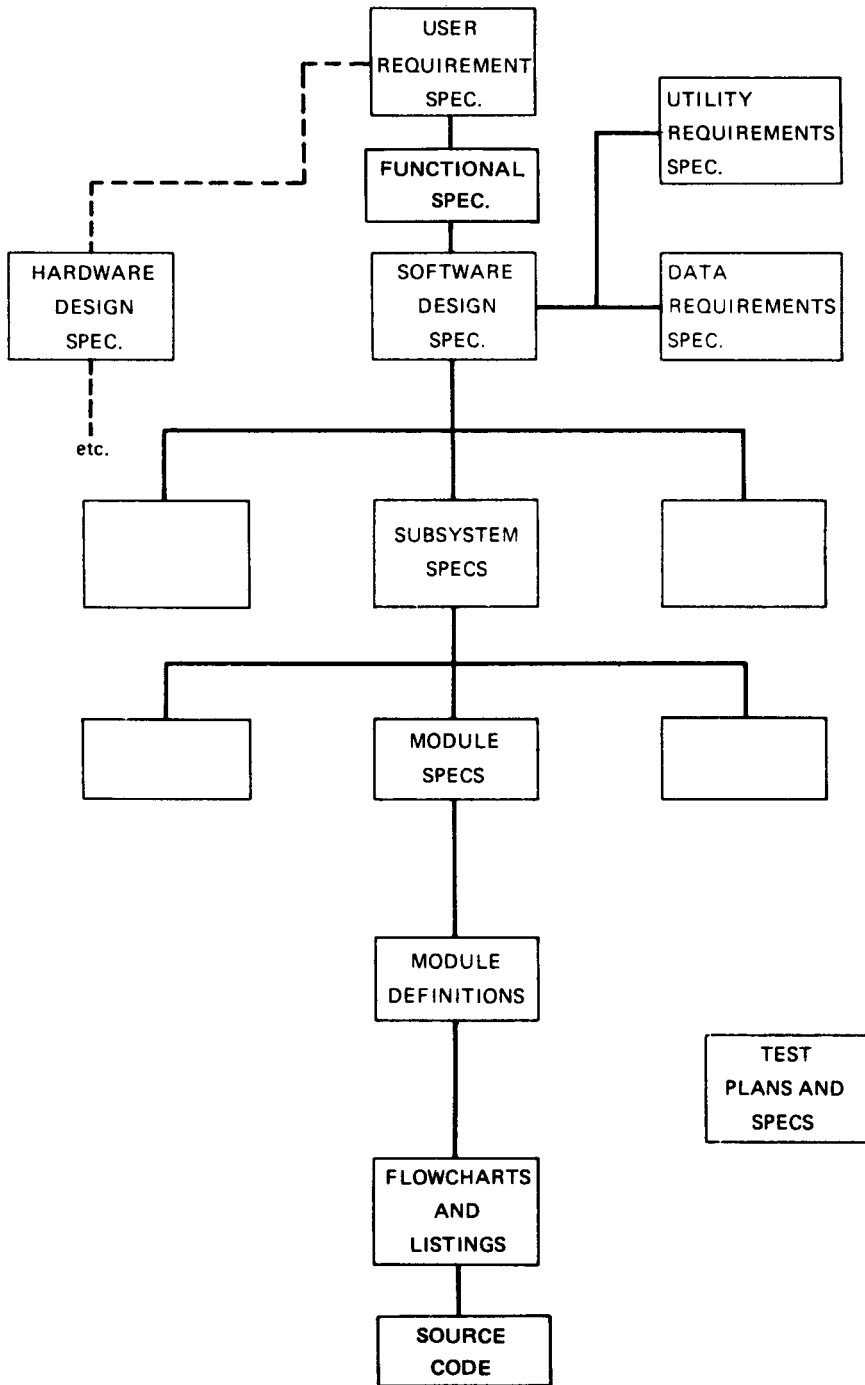 USER
REQUIREMENT
SPEC.
UTILITY
REQUIREMENTS
SPEC.
FUNCTIONAL
SPEC.
HARDWARE
DESIGN
SPEC.
SOFTWARE
DESIGN
SPEC.
DATA
REQUIREMENTS
SPEC.
etc.
SUBSYSTEM
SPECS
MODULE
SPECS
MODULE
DEFINITIONS
TEST
PLANS AND
SPECS
FLOWCHARTS
AND
LISTINGS
SOURCE
CODE